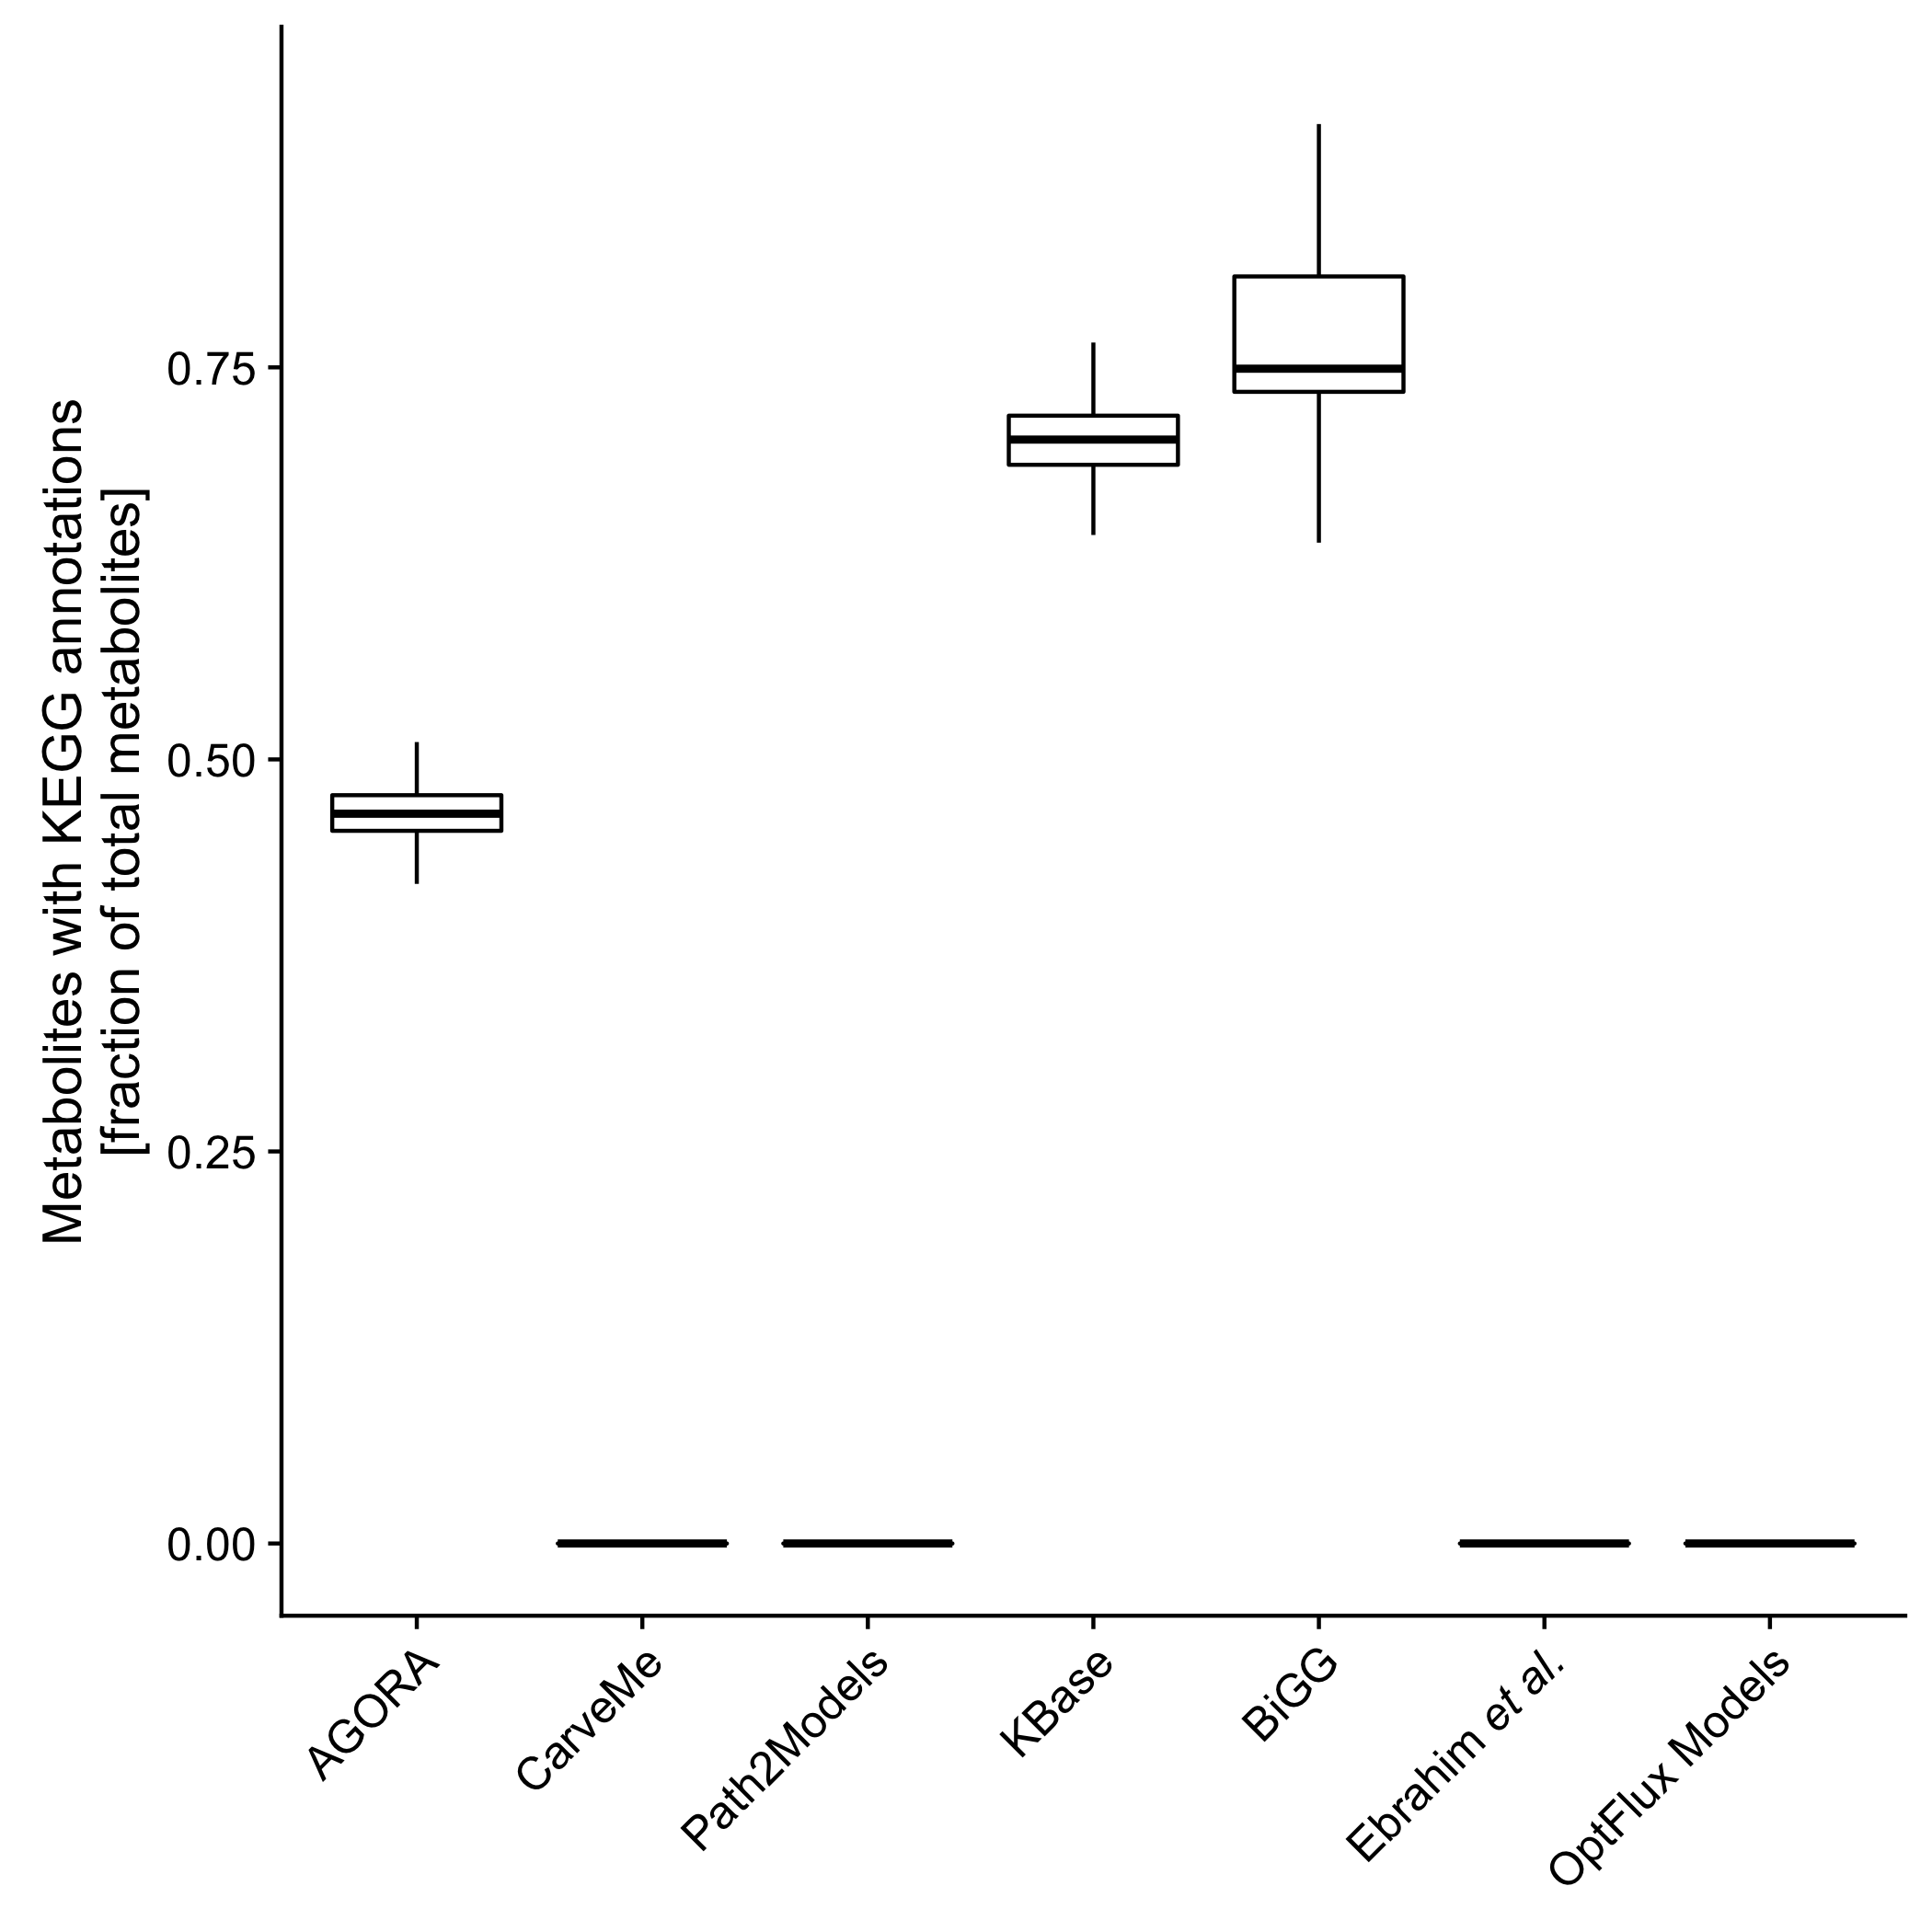 Metabolites with KEGG annotations
[fraction of total metabolites]
0.75
0.50
0.25
0.00
AGORA
CarveMe
Path2Models
KBase
BiGG
Ebrahim et al.
OptFlux Models